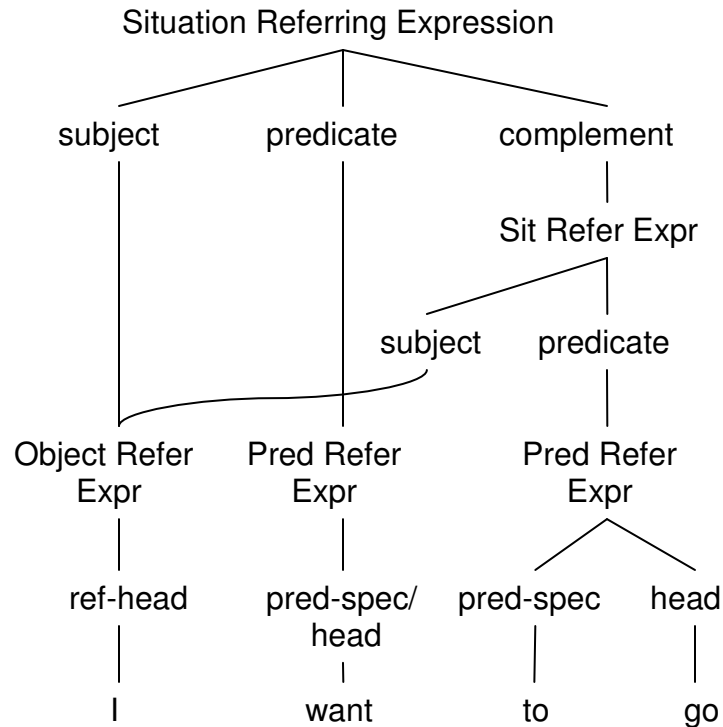 Situation Referring Expression
subject predicate complement
Sit Refer Expr
subject predicate
Object Refer Expr
Pred Refer Expr
Pred Refer Expr
ref-head
pred-spec/
head
pred-spec head
I want to go